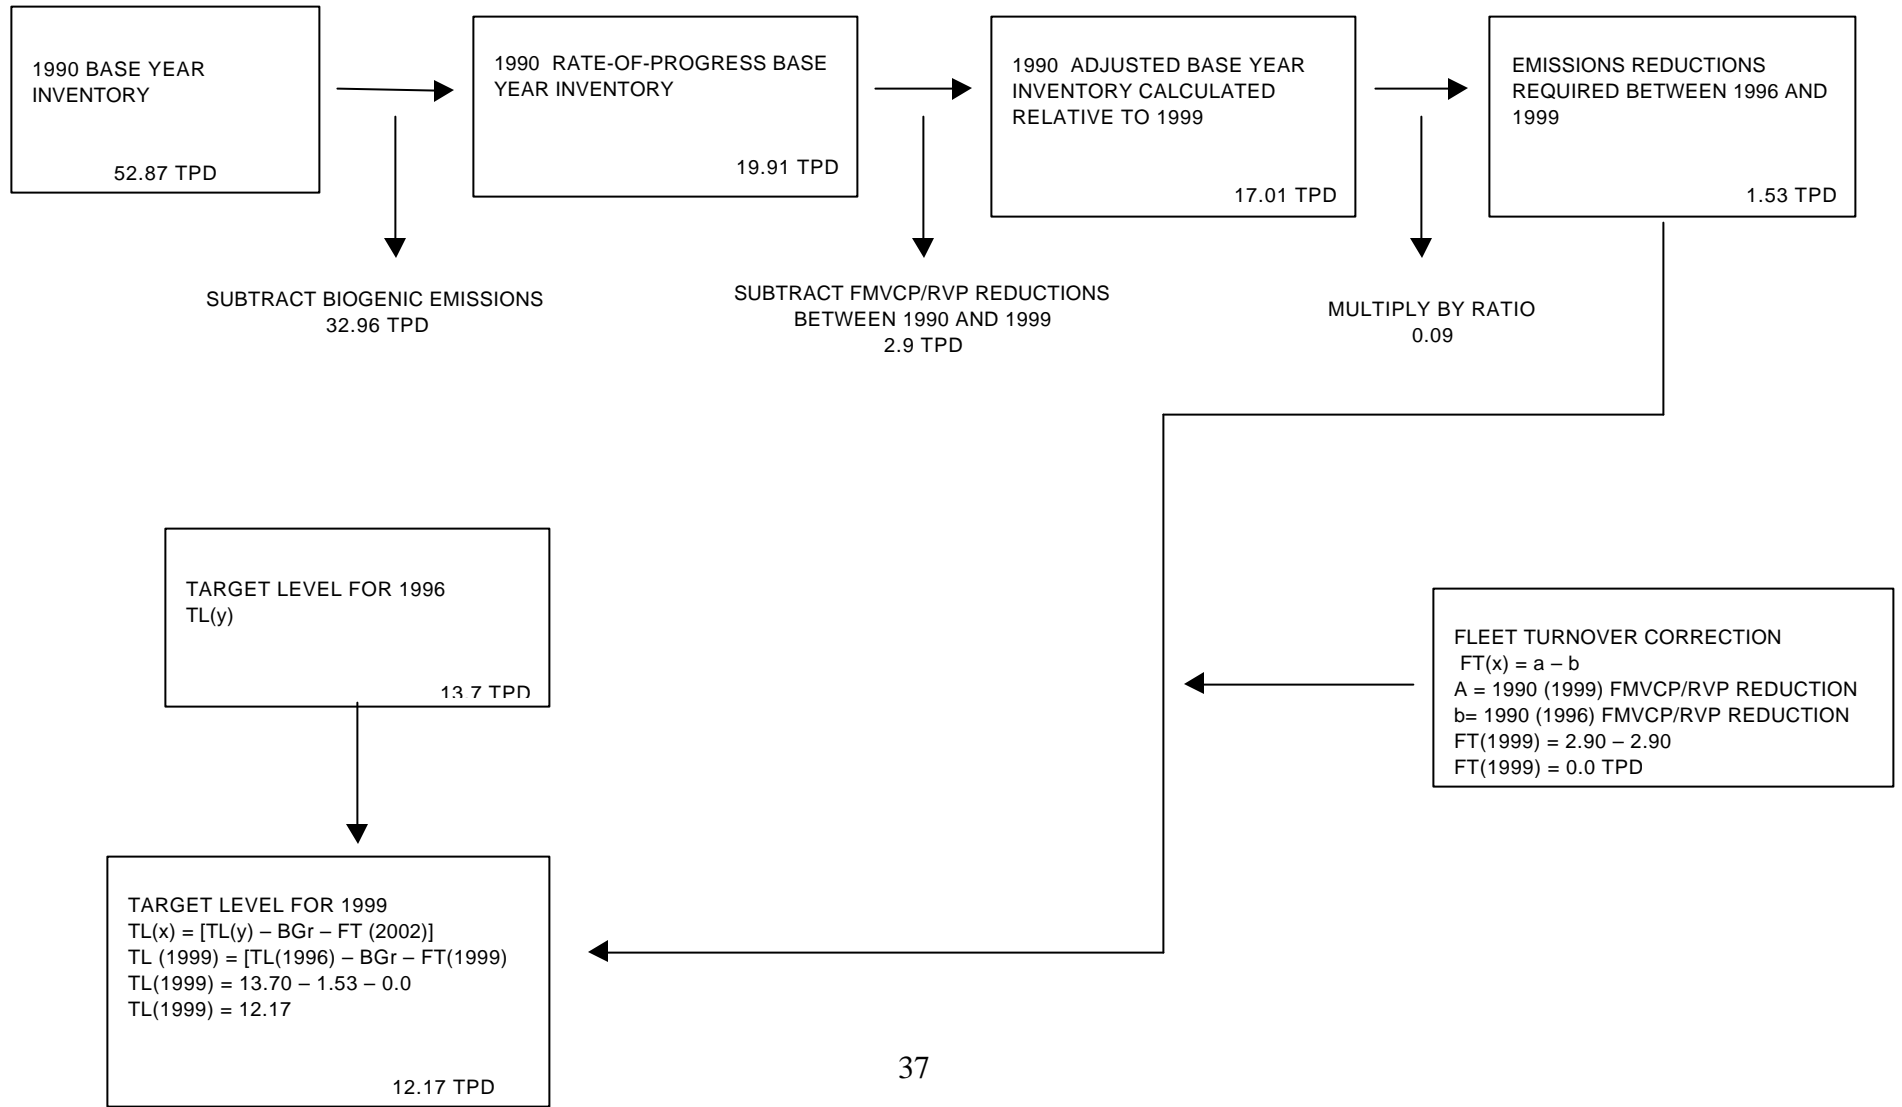 1990 BASE YEAR
INVENTORY
52.87 TPD
1990 RATE-OF-PROGRESS BASE
YEAR INVENTORY
19.91 TPD
1990 ADJUSTED BASE YEAR
INVENTORY CALCULATED
RELATIVE TO 1999
17.01 TPD
EMISSIONS REDUCTIONS
REQUIRED BETWEEN 1996 AND
1999
1.53 TPD
SUBTRACT BIOGENIC EMISSIONS
32.96 TPD
SUBTRACT FMVCP/RVP REDUCTIONS
BETWEEN 1990 AND 1999
2.9 TPD
MULTIPLY BY RATIO
0.09
TARGET LEVEL FOR 1996
TL(y)
13.7 TPD
FLEET TURNOVER CORRECTION
FT(x) = a – b
A = 1990 (1999) FMVCP/RVP REDUCTION
b= 1990 (1996) FMVCP/RVP REDUCTION
FT(1999) = 2.90 – 2.90
FT(1999) = 0.0 TPD
TARGET LEVEL FOR 1999
TL(x) = [TL(y) – BGr – FT (2002)]
TL (1999) = [TL(1996) – BGr – FT(1999)
TL(1999) = 13.70 – 1.53 – 0.0
TL(1999) = 12.17
12.17 TPD
37